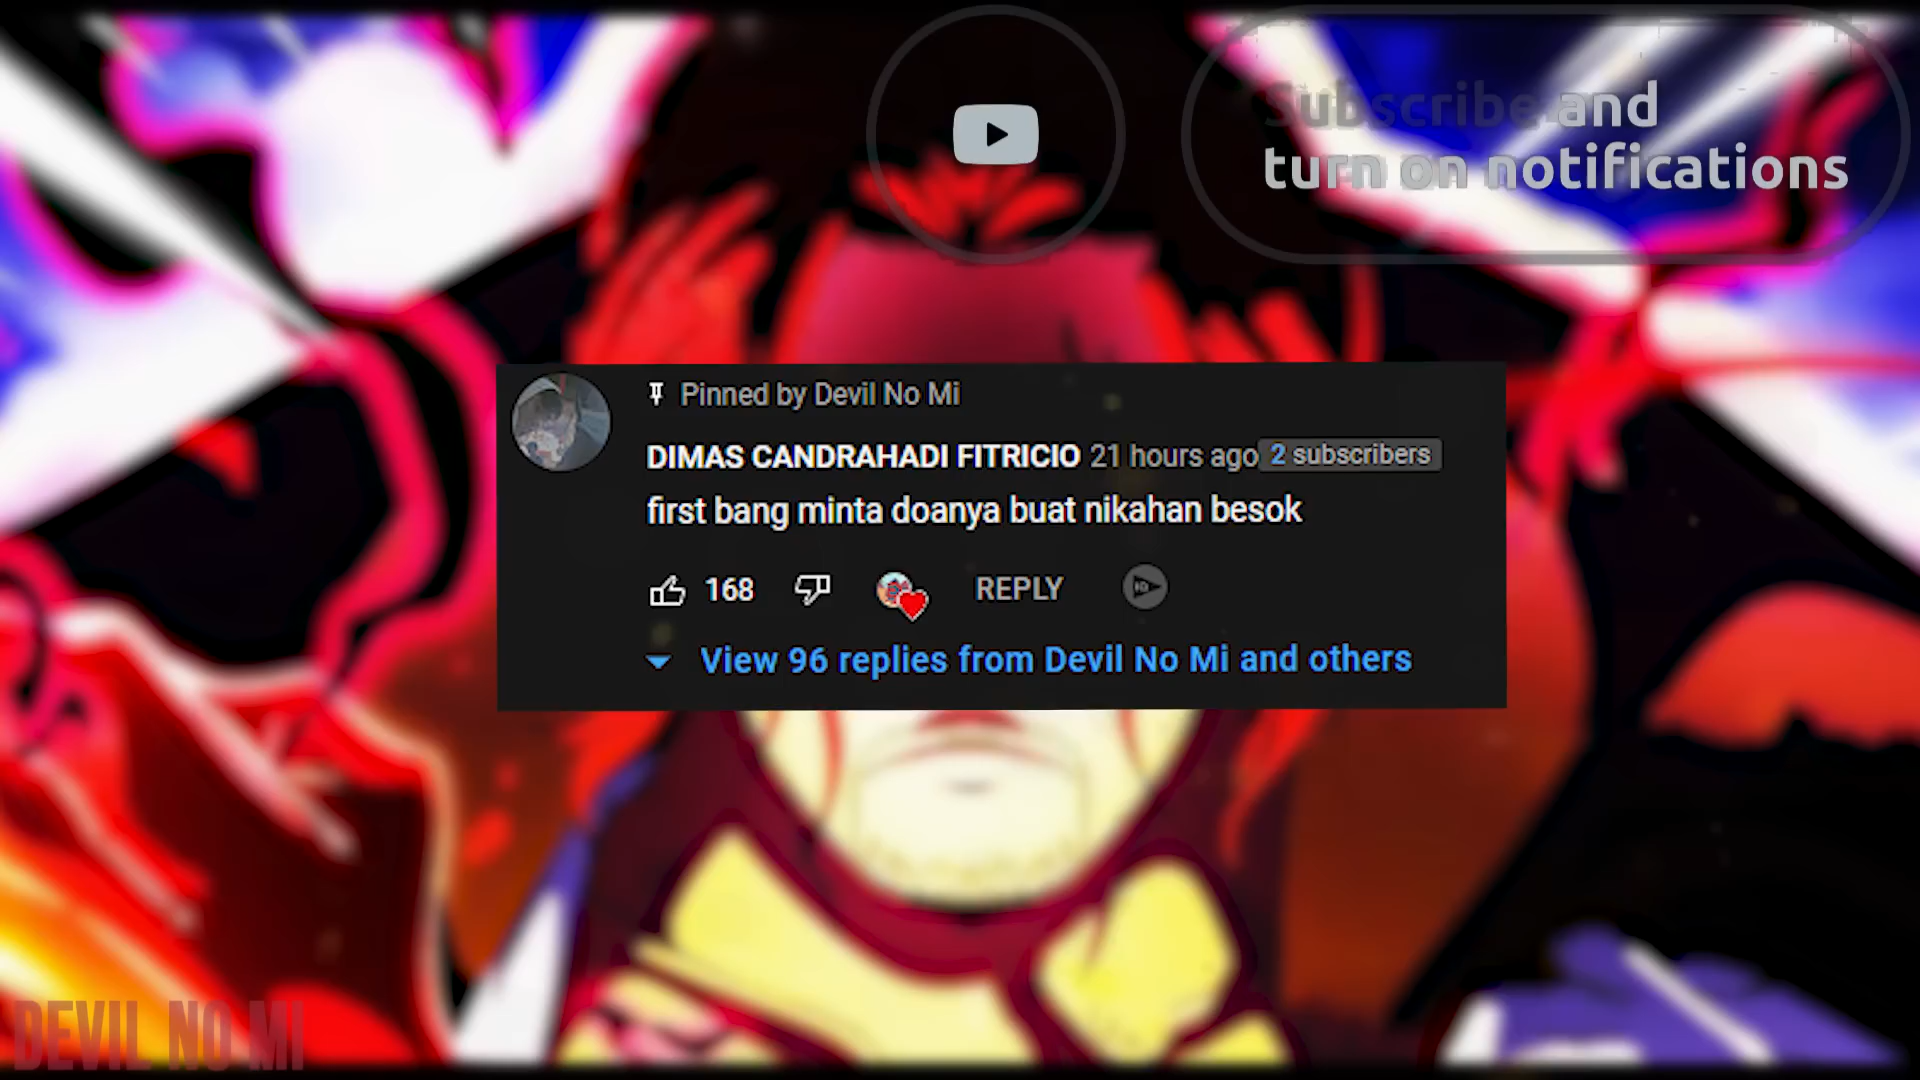 Subscribe and
turn on notifications
Pinned by Devil No Mi
DIMAS CANDRAHADI FITRICIO 21 hours ago 2 subscribers
first bang minta doanya buat nikahan besok
168 REPLY
View 96 replies from Devil No Mi and others
DEVIL NO MI